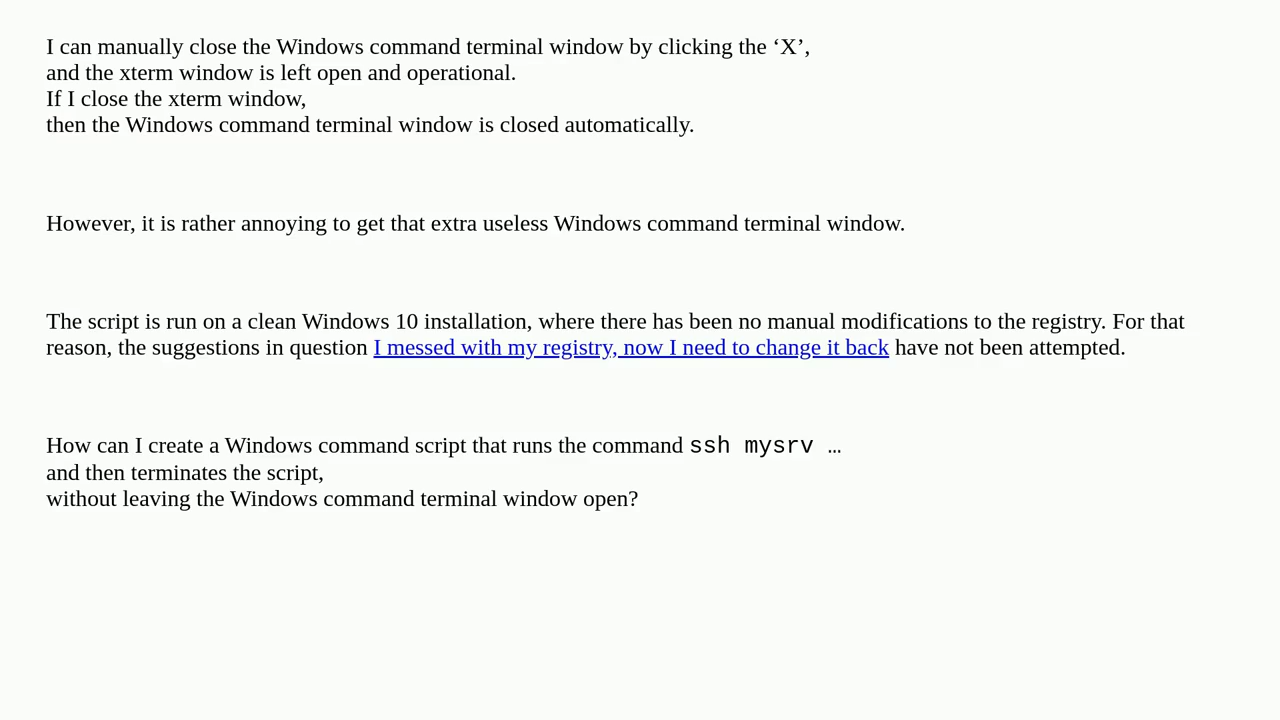 I can manually close the Windows command terminal window by clicking the ‘X’,
and the xterm window is left open and operational.
If I close the xterm window,
then the Windows command terminal window is closed automatically.
However, it is rather annoying to get that extra useless Windows command terminal window.
The script is run on a clean Windows 10 installation, where there has been no manual modifications to the registry. For that
reason, the suggestions in question I messed with my registry, now I need to change it back have not been attempted.
How can I create a Windows command script that runs the command ssh mysrv …
and then terminates the script,
without leaving the Windows command terminal window open?